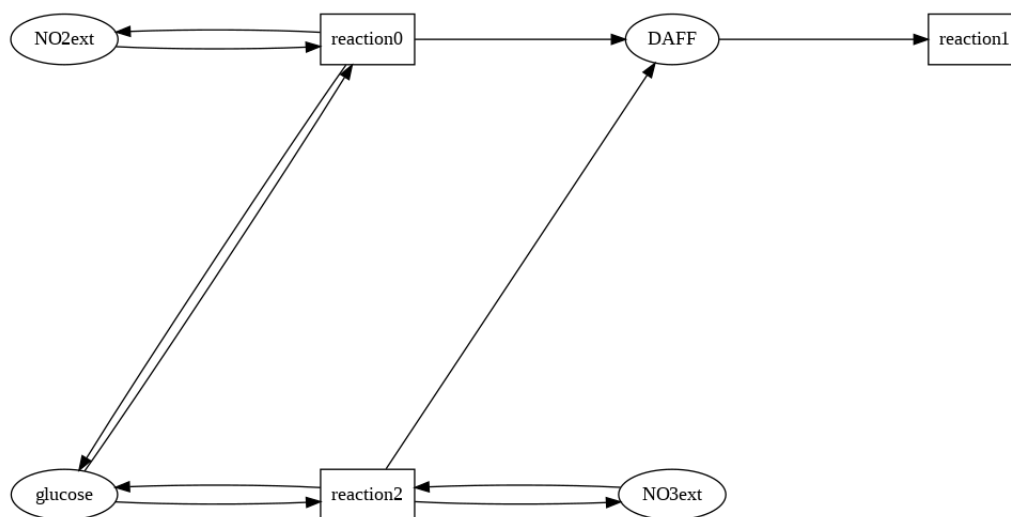 NO2ext
reaction0
DAFF
reaction1
glucose
reaction2
NO3ext